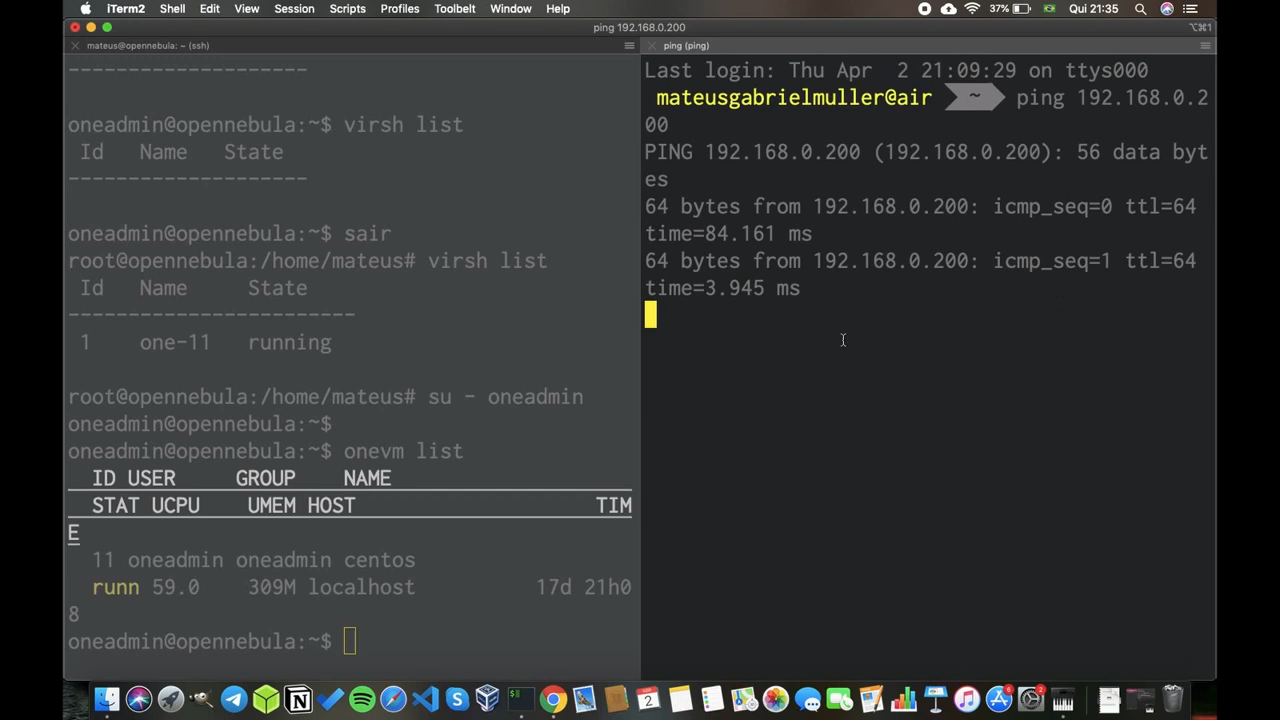 iTerm2 Shell Edit View Session Scripts Profiles Toolbelt Window Help 37% Qui 21:35
ping 192.168.0.200 ⌥⌘1
mateus@opennebula: ~ (ssh)
--------------------
oneadmin@opennebula:~$ virsh list
Id Name State
--------------------
oneadmin@opennebula:~$ sair
root@opennebula:/home/mateus# virsh list
Id Name State
------------------------
1 one-11 running
root@opennebula:/home/mateus# su - oneadmin
oneadmin@opennebula:~$
oneadmin@opennebula:~$ onevm list
ID USER GROUP NAME
STAT UCPU UMEM HOST TIM
E
11 oneadmin oneadmin centos
runn 59.0 309M localhost 17d 21h0
8
oneadmin@opennebula:~$
ping (ping)
Last login: Thu Apr 2 21:09:29 on ttys000
mateusgabrielmuller@air ~ ping 192.168.0.2
00
PING 192.168.0.200 (192.168.0.200): 56 data byt
es
64 bytes from 192.168.0.200: icmp_seq=0 ttl=64
time=84.161 ms
64 bytes from 192.168.0.200: icmp_seq=1 ttl=64
time=3.945 ms